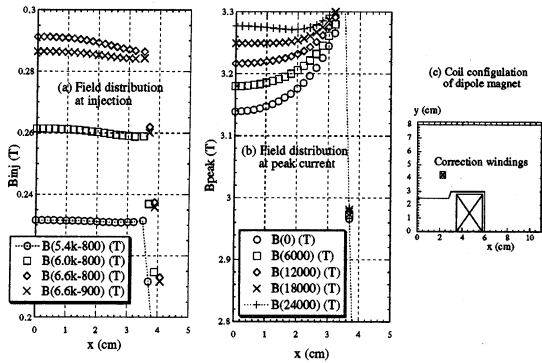 0.3
0.26
0.24
0.22
0.2
Binj (T)
(a) Field distribution
at injection
B(5.4k-800) (T)
B(6.0k-800) (T)
B(6.6k-800) (T)
B(6.6k-900) (T)
0 1 2 3 4 5
x (cm)
3.3
3.2
3.1
3
2.9
2.8
Bpeak (T)
(b) Field distribution
at peak current
B(0) (T)
B(6000) (T)
B(12000) (T)
B(18000) (T)
B(24000) (T)
0 1 2 3 4 5
x (cm)
(c) Coil configulation
of dipole magnet
y (cm)
8
7
6
5
4
3
2
1
0
Correction windings
0 2 4 6 8 10
x (cm)